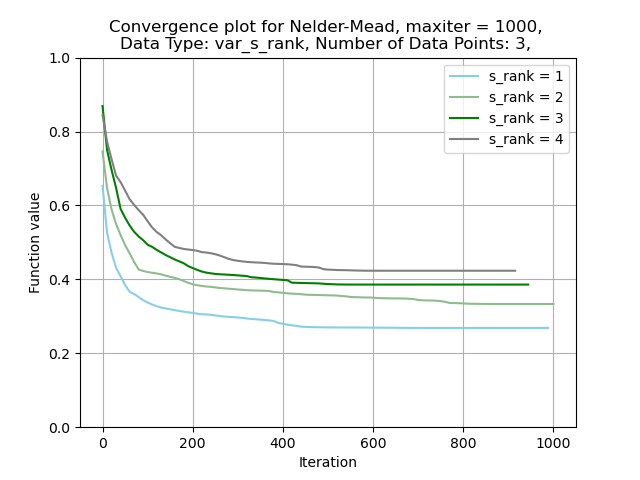 Convergence plot for Nelder-Mead, maxiter = 1000,
Data Type: var_s_rank, Number of Data Points: 3,
1.0
0.8
0.6
0.4
0.2
0.0
Function value
s_rank = 1
s_rank = 2
s_rank = 3
s_rank = 4
0 200 400 600 800 1000
Iteration